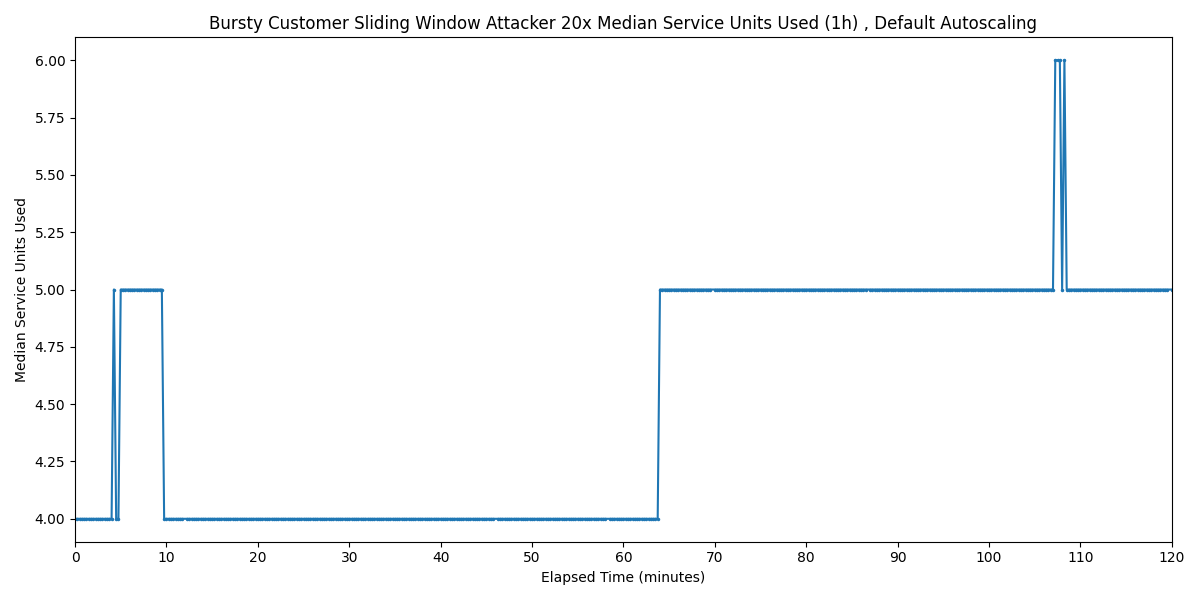 Bursty Customer Sliding Window Attacker 20x Median Service Units Used (1h) , Default Autoscaling
Median Service Units Used
6.00
5.75
5.50
5.25
5.00
4.75
4.50
4.25
4.00
0 10 20 30 40 50 60 70 80 90 100 110 120
Elapsed Time (minutes)